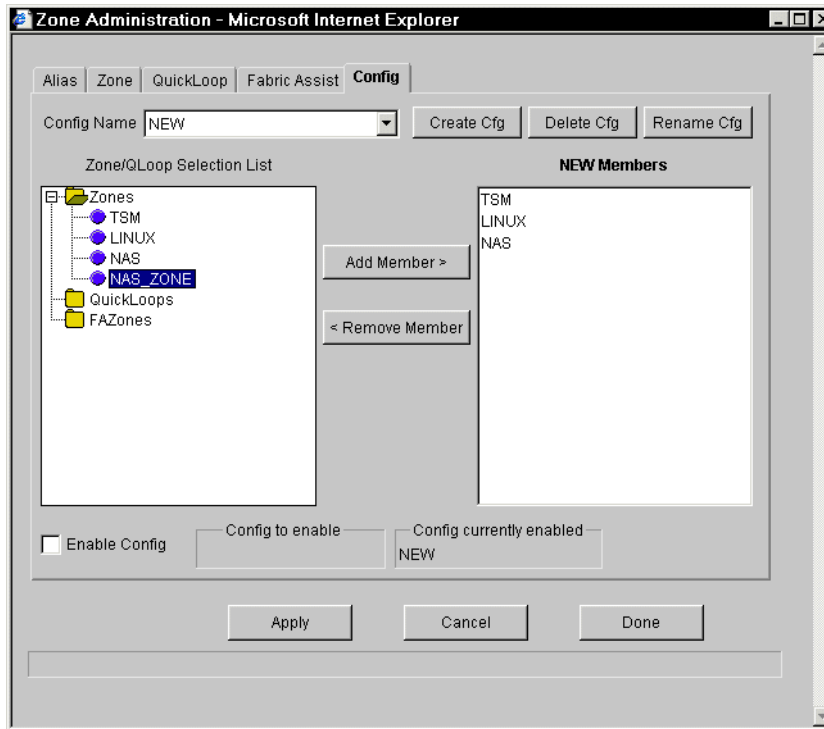 Zone Administration - Microsoft Internet Explorer
Alias Zone QuickLoop Fabric Assist Config
Config Name NEW Create Cfg Delete Cfg Rename Cfg
Zone/QLoop Selection List NEW Members
Zones
TSM
LINUX
NAS
NAS_ZONE
QuickLoops
FAZones
Add Member >
< Remove Member
TSM
LINUX
NAS
Enable Config
Config to enable
Config currently enabled
NEW
Apply Cancel Done